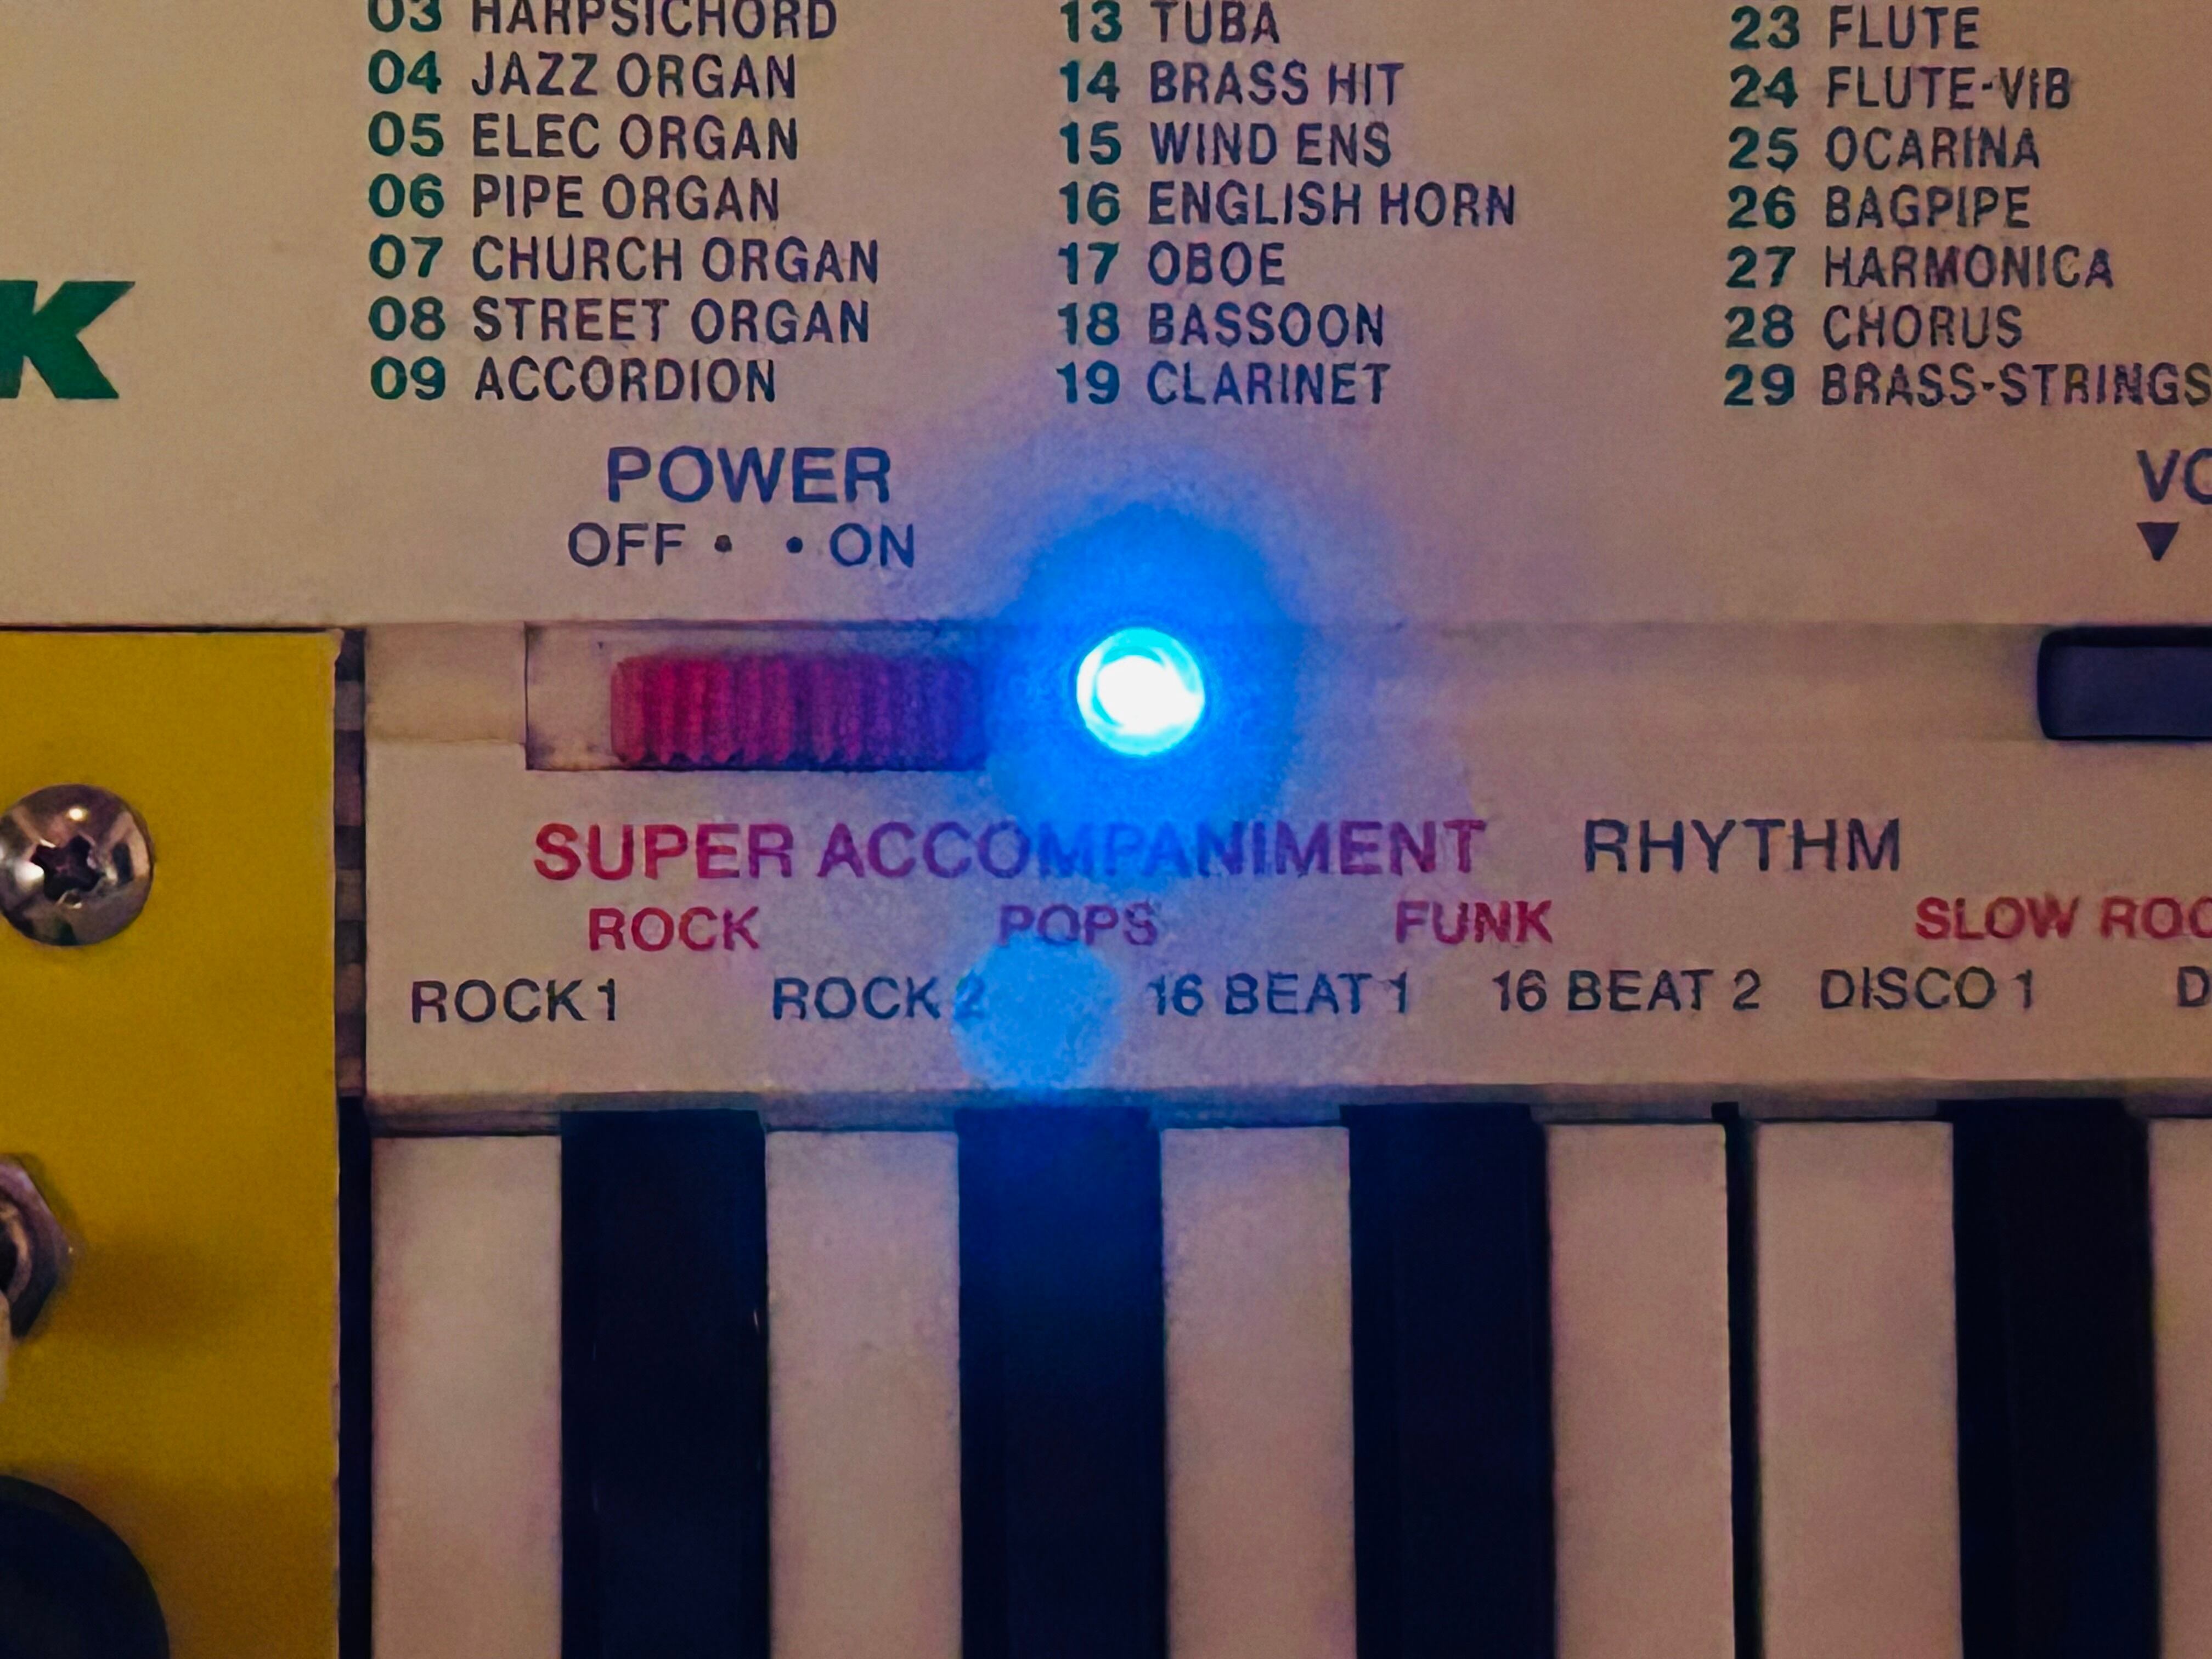 03 HARPSICHORD
04 JAZZ ORGAN
05 ELEC ORGAN
06 PIPE ORGAN
07 CHURCH ORGAN
08 STREET ORGAN
09 ACCORDION
13 TUBA
14 BRASS HIT
15 WIND ENS
16 ENGLISH HORN
17 OBOE
18 BASSOON
19 CLARINET
23 FLUTE
24 FLUTE-VIB
25 OCARINA
26 BAGPIPE
27 HARMONICA
28 CHORUS
29 BRASS-STRINGS
K
POWER
OFF • • ON
SUPER ACCOMPANIMENT RHYTHM
ROCK POPS FUNK SLOW
ROCK 1 ROCK 2 16 BEAT 1 16 BEAT 2 DISCO 1